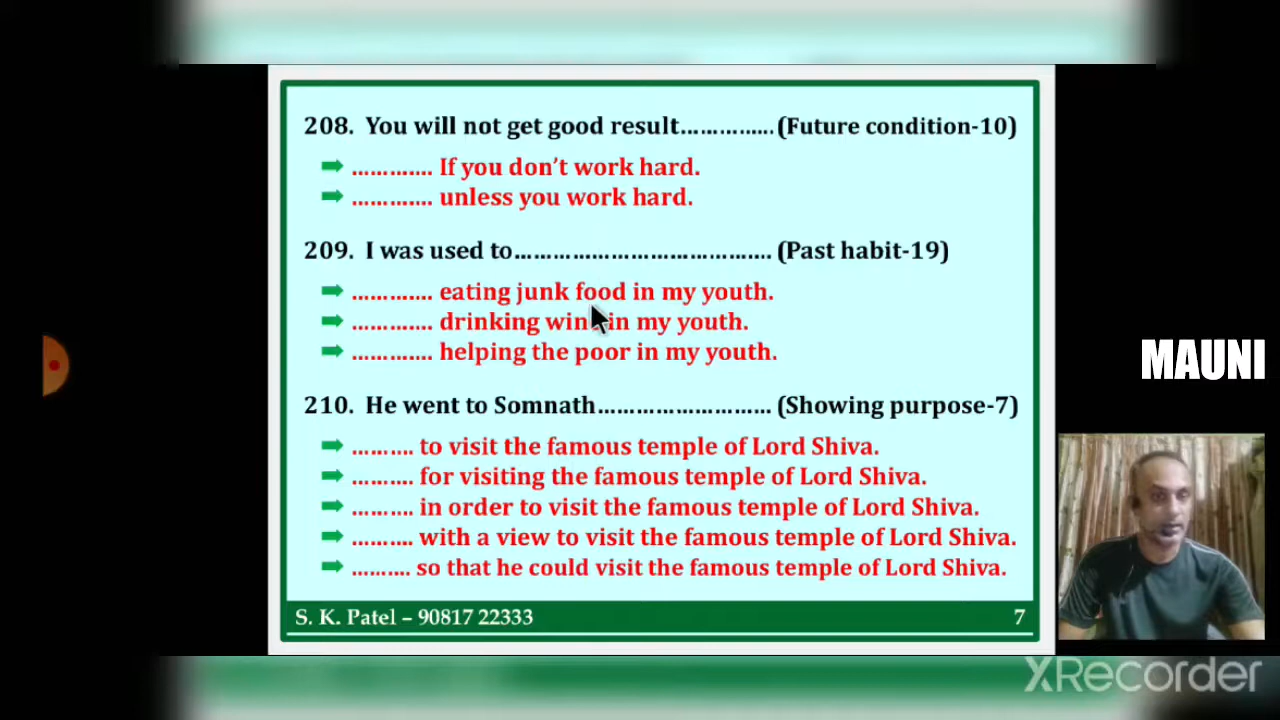 208. You will not get good result.............. (Future condition-10)
➡ ............. If you don't work hard.
➡ ............. unless you work hard.
209. I was used to........................................ (Past habit-19)
➡ ............. eating junk food in my youth.
➡ ............. drinking win in my youth.
➡ ............. helping the poor in my youth.
MAUNI
210. He went to Somnath........................... (Showing purpose-7)
➡ ......... to visit the famous temple of Lord Shiva.
➡ ......... for visiting the famous temple of Lord Shiva.
➡ ......... in order to visit the famous temple of Lord Shiva.
➡ ......... with a view to visit the famous temple of Lord Shiva.
➡ ......... so that he could visit the famous temple of Lord Shiva.
S. K. Patel – 90817 22333 7
XRecorder